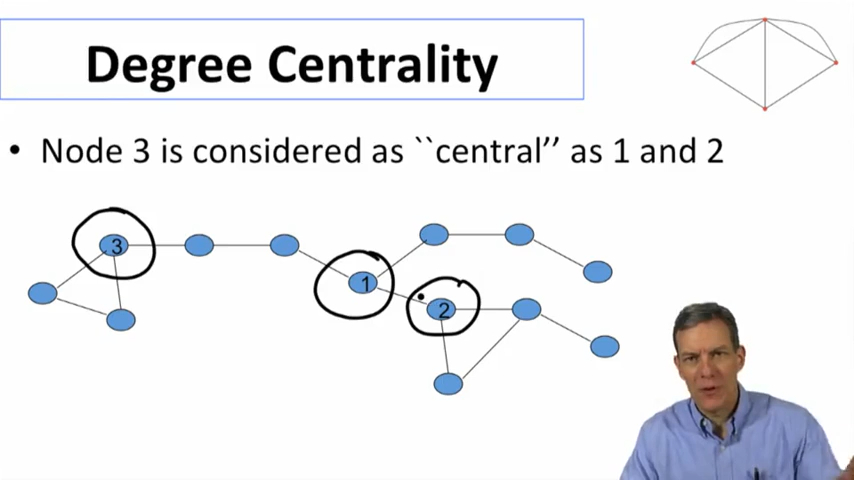 Degree Centrality
• Node 3 is considered as ``central’’ as 1 and 2
3
1
2